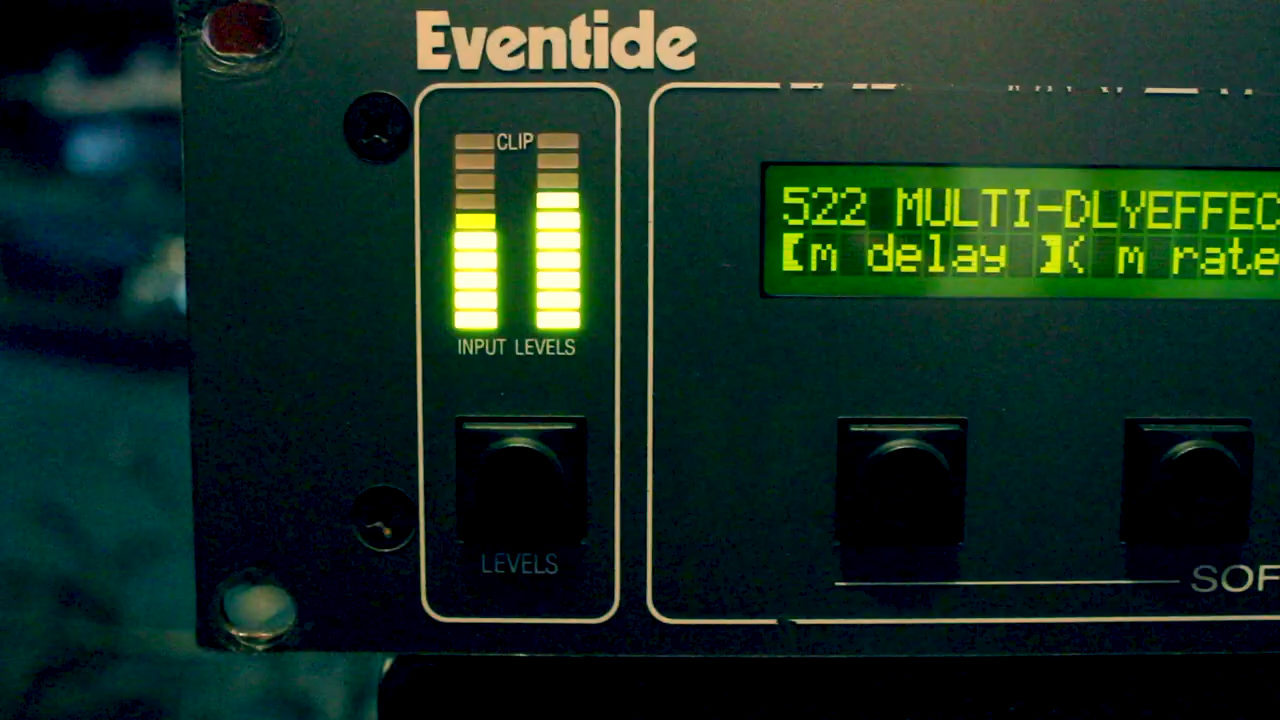 Eventide
CLIP
INPUT LEVELS
LEVELS
522 MULTI-DLYEFFEC
[m delay ]( m rate
SOF